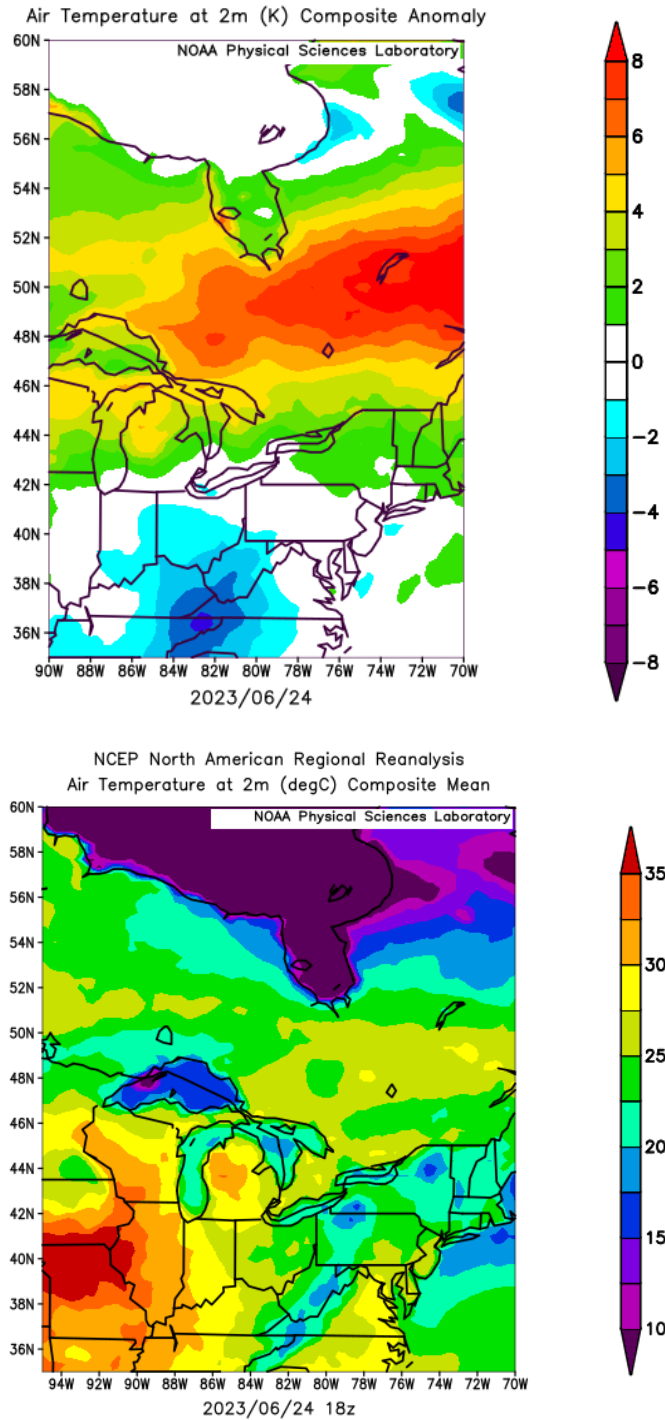 Air Temperature at 2m (K) Composite Anomaly
NOAA Physical Sciences Laboratory
60N
58N
56N
54N
52N
50N
48N
46N
44N
42N
40N
38N
36N
90W 88W 86W 84W 82W 80W 78W 76W 74W 72W 70W
2023/06/24
8
6
4
2
0
−2
−4
−6
−8
NCEP North American Regional Reanalysis
Air Temperature at 2m (degC) Composite Mean
NOAA Physical Sciences Laboratory
60N
58N
56N
54N
52N
50N
48N
46N
44N
42N
40N
38N
36N
94W 92W 90W 88W 86W 84W 82W 80W 78W 76W 74W 72W 70W
2023/06/24 18z
35
30
25
20
15
10